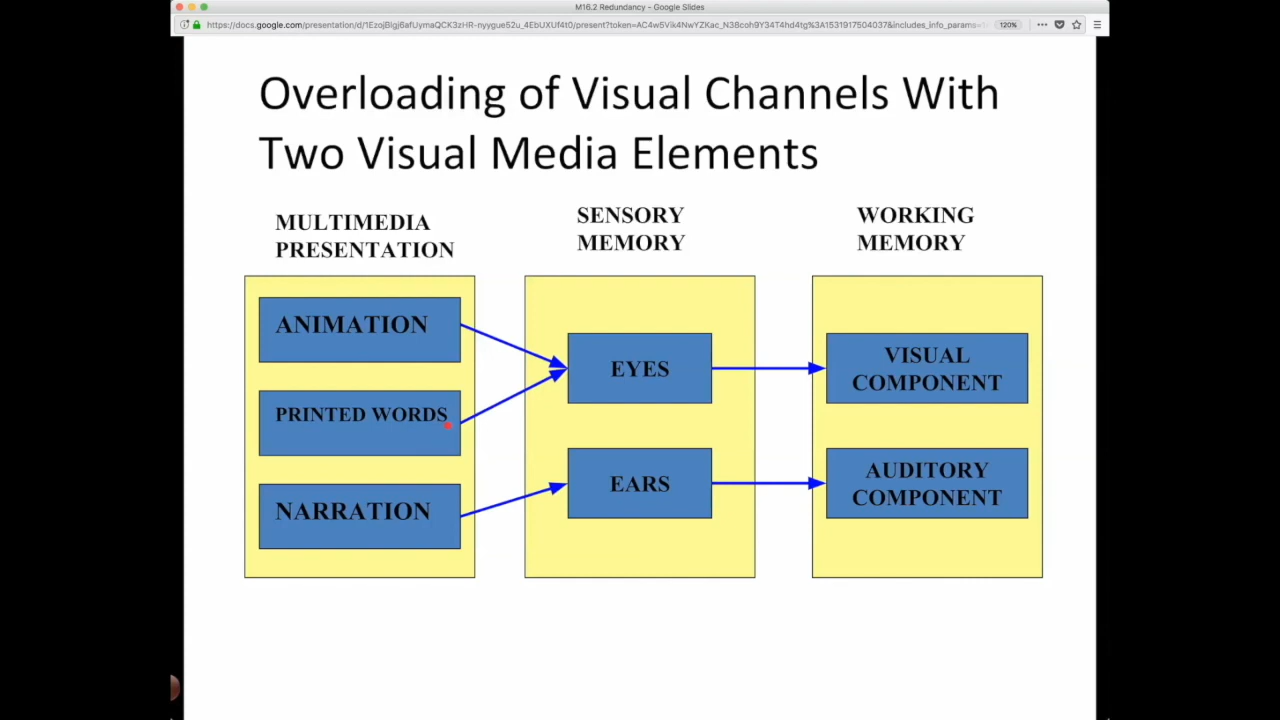 M16.2 Redundancy - Google Slides
120%
Overloading of Visual Channels With
Two Visual Media Elements
MULTIMEDIA
PRESENTATION
SENSORY
MEMORY
WORKING
MEMORY
ANIMATION
PRINTED WORDS
NARRATION
EYES
EARS
VISUAL
COMPONENT
AUDITORY
COMPONENT